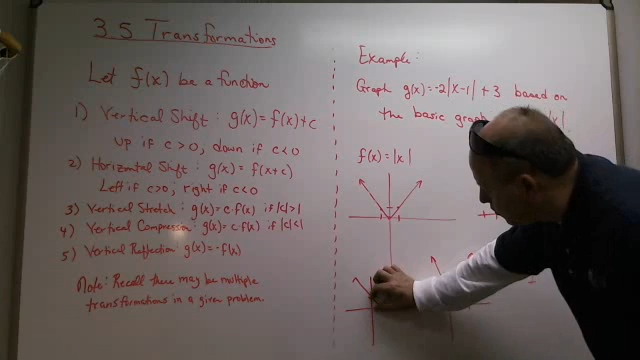 3.5 Transformations
Let f(x) be a function
1) Vertical Shift: g(x) = f(x)+c
up if c>0, down if c<0
2) Horizontal Shift: g(x) = f(x+c)
Left if c>0, right if c<0
3) Vertical Stretch: g(x) = c·f(x) if |c|>1
4) Vertical Compression: g(x) = c·f(x) if |c|<1
5) Vertical Reflection g(x) = -f(x)
Note: Recall there may be multiple
transformations in a given problem.
Example:
Graph g(x) = -2|x-1| + 3 based on
the basic graph
f(x) = |x|